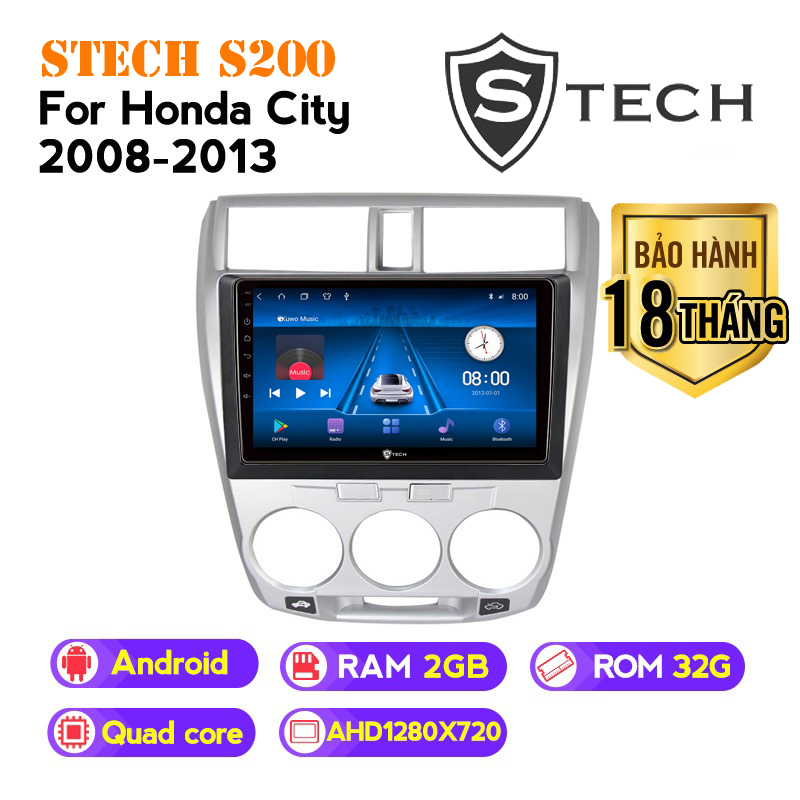 STECH S200
For Honda City
2008-2013
S TECH
BẢO HÀNH
18 THÁNG
8:00
Kuwo Music
Music
08:00
2012-01-01
CH Play
Radio
Music
Bluetooth
S TECH
Android
RAM 2GB
ROM 32G
Quad core
AHD1280X720